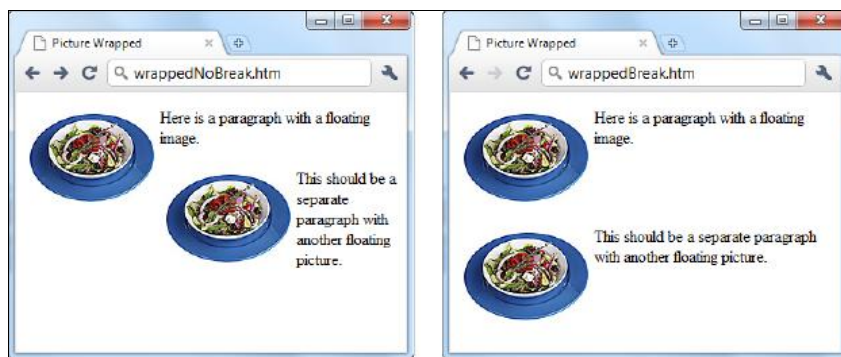 Picture Wrapped
wrappedNoBreak.htm
Here is a paragraph with a floating
image.
This should be a
separate
paragraph with
another floating
picture.
Picture Wrapped
wrappedBreak.htm
Here is a paragraph with a floating
image.
This should be a separate paragraph
with another floating picture.